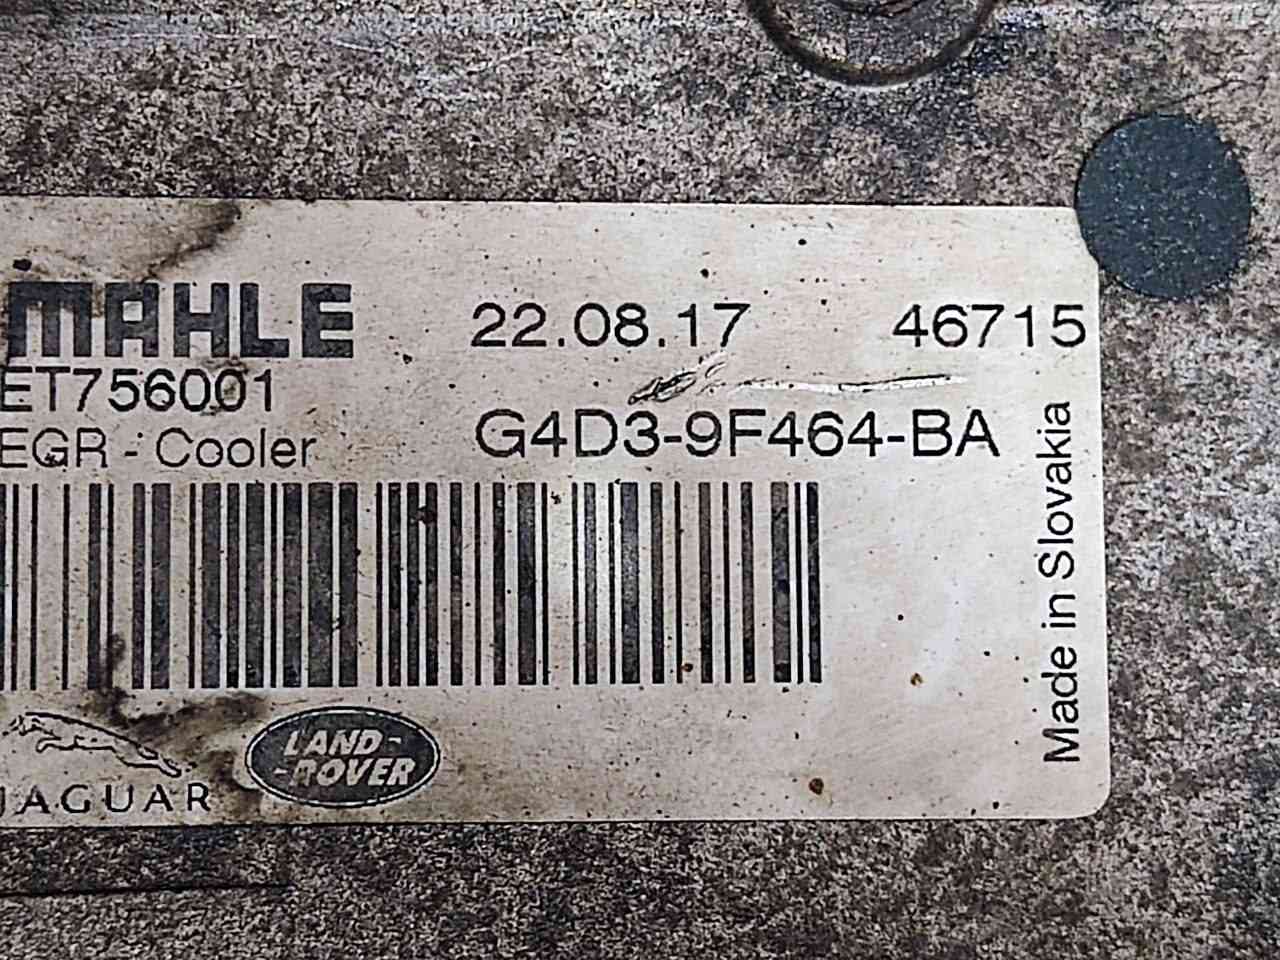 MAHLE 22.08.17 46715
ET756001
G4D3-9F464-BA
EGR - Cooler
Made in Slovakia
JAGUAR
LAND-
-ROVER